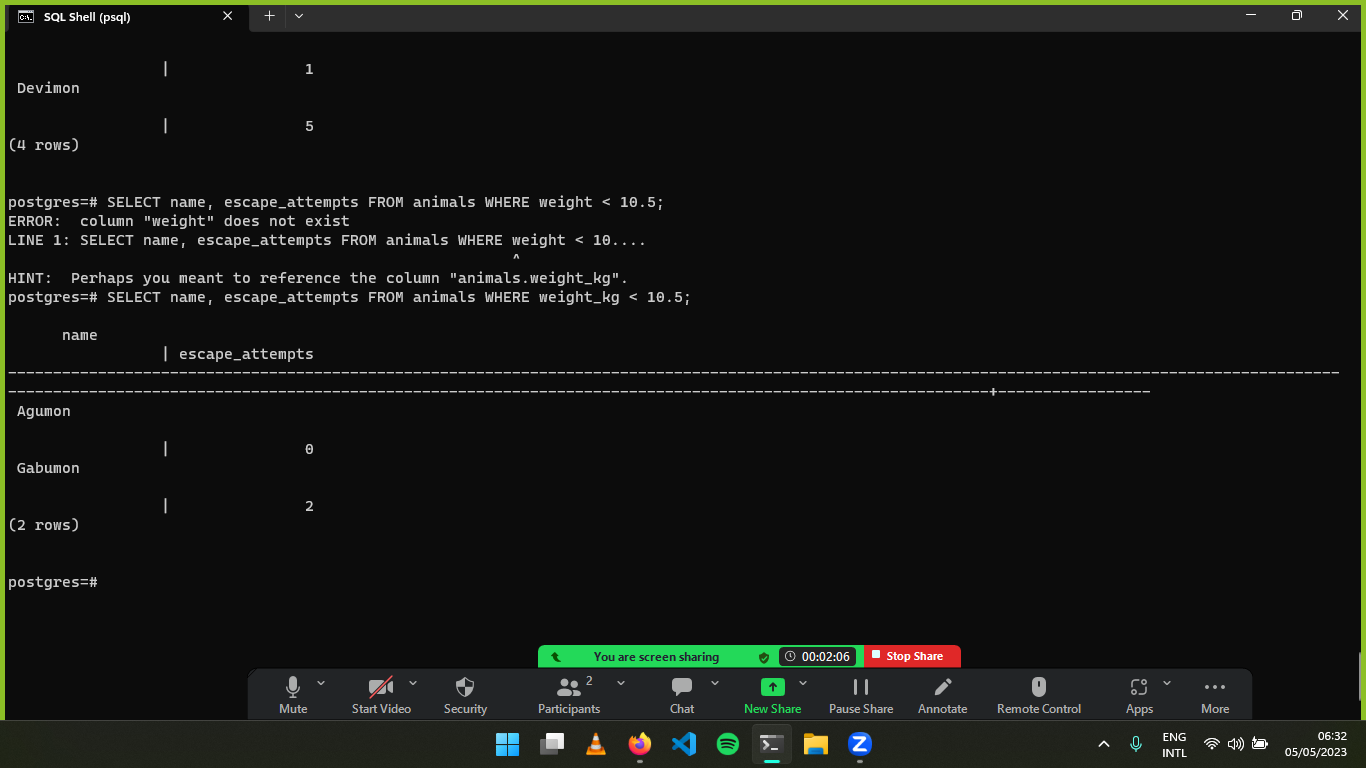 SQL Shell (psql)
| 1
Devimon
| 5
(4 rows)
postgres=# SELECT name, escape_attempts FROM animals WHERE weight < 10.5;
ERROR:  column "weight" does not exist
LINE 1: SELECT name, escape_attempts FROM animals WHERE weight < 10....
^
HINT:  Perhaps you meant to reference the column "animals.weight_kg".
postgres=# SELECT name, escape_attempts FROM animals WHERE weight_kg < 10.5;
name
| escape_attempts
Agumon
| 0
Gabumon
| 2
(2 rows)
postgres=#
You are screen sharing 00:02:06 Stop Share
2
Mute Start Video Security Participants Chat New Share Pause Share Annotate Remote Control Apps More
ENG 06:32
INTL 05/05/2023